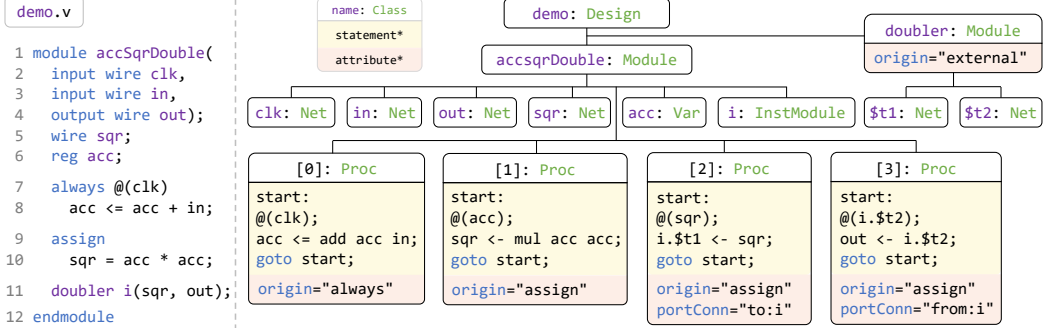 demo.v
1 module accSqrDouble(
2 input wire clk,
3 input wire in,
4 output wire out);
5 wire sqr;
6 reg acc;
7 always @(clk)
8 acc <= acc + in;
9 assign
10 sqr = acc * acc;
11 doubler i(sqr, out);
12 endmodule
name: Class
statement*
attribute*
demo: Design
doubler: Module
origin="external"
accsqrDouble: Module
clk: Net
in: Net
out: Net
sqr: Net
acc: Var
i: InstModule
$t1: Net
$t2: Net
[0]: Proc
start:
@(clk);
acc <= add acc in;
goto start;
origin="always"
[1]: Proc
start:
@(acc);
sqr <- mul acc acc;
goto start;
origin="assign"
[2]: Proc
start:
@(sqr);
i.$t1 <- sqr;
goto start;
origin="assign"
portConn="to:i"
[3]: Proc
start:
@(i.$t2);
out <- i.$t2;
goto start;
origin="assign"
portConn="from:i"